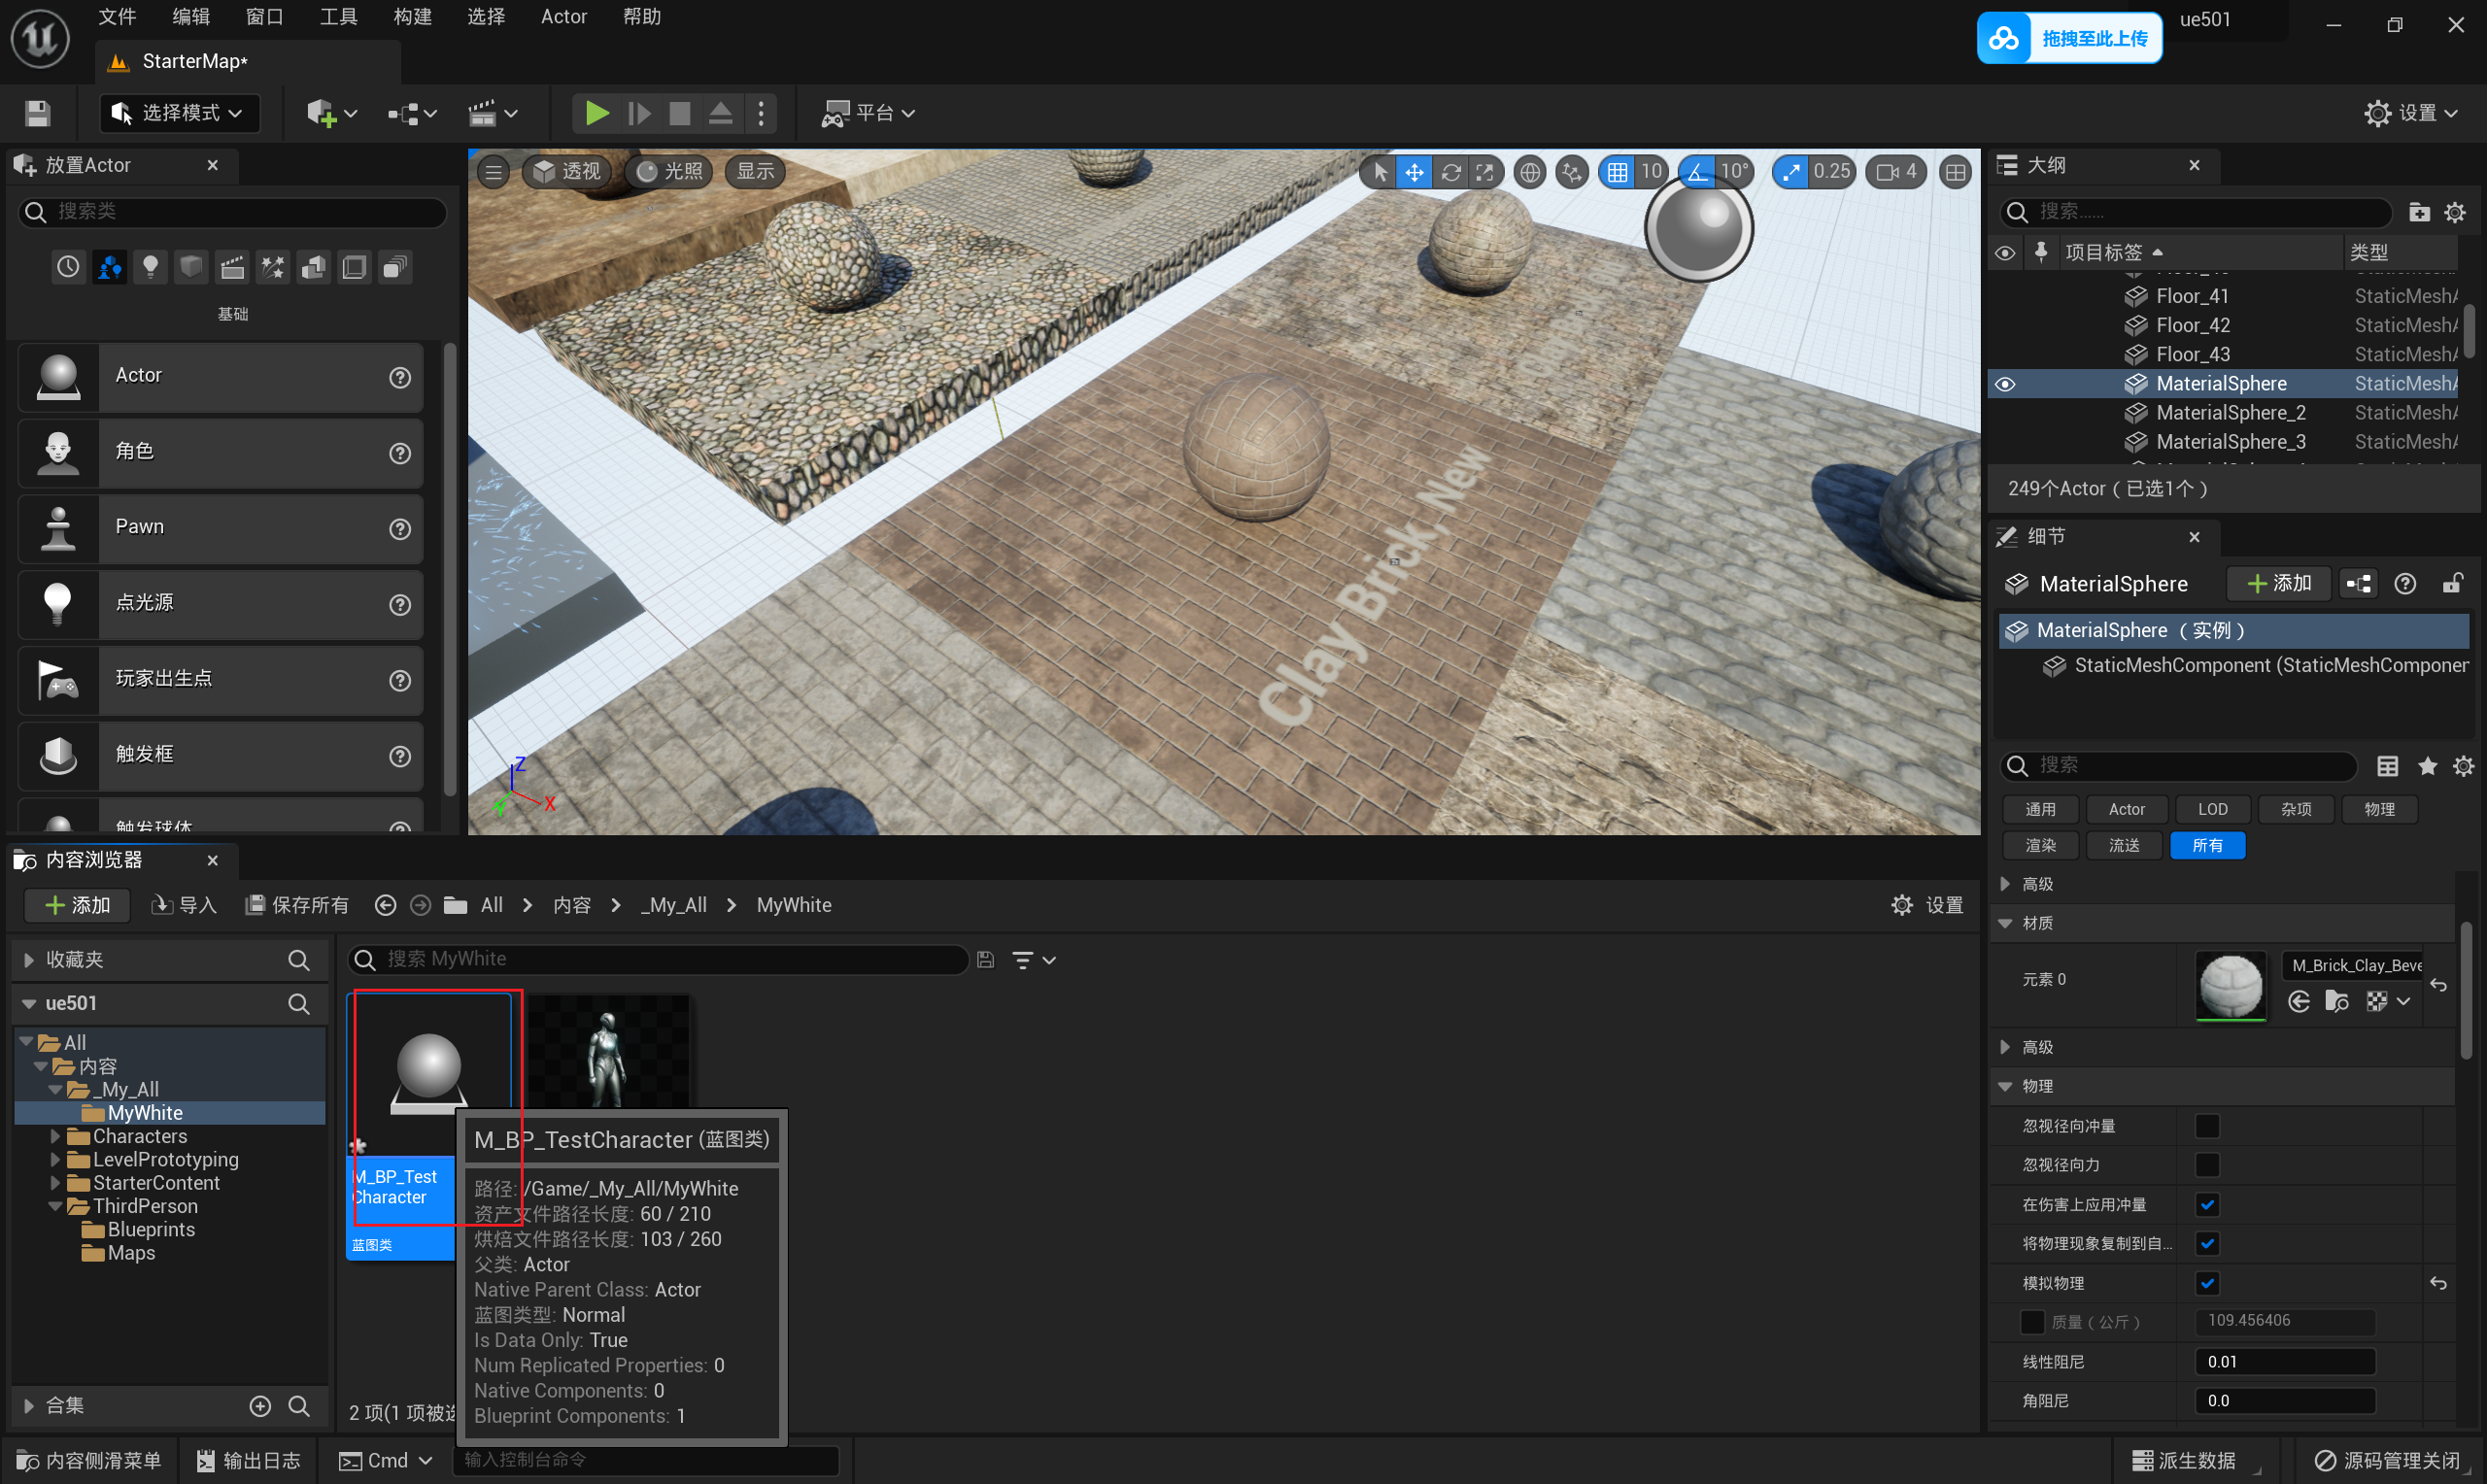 文件 编辑 窗口 工具 构建 选择 Actor 帮助
拖拽至此上传
ue501
StarterMap*
选择模式
平台
设置
放置Actor
搜索类
基础
Actor
角色
Pawn
点光源
玩家出生点
触发框
触发球体
透视 光照 显示
10 10° 0.25 4
Clay Brick, New
Z
Y X
大纲
搜索……
项目标签 类型
Floor_41 StaticMeshA
Floor_42 StaticMeshA
Floor_43 StaticMeshA
MaterialSphere StaticMeshA
MaterialSphere_2 StaticMeshA
MaterialSphere_3 StaticMeshA
249个Actor（已选1个）
细节
MaterialSphere 添加
MaterialSphere（实例）
StaticMeshComponent (StaticMeshComponen
搜索
通用 Actor LOD 杂项 物理
渲染 流送 所有
高级
材质
元素 0 M_Brick_Clay_Beve
高级
物理
忽视径向冲量
忽视径向力
在伤害上应用冲量
将物理现象复制到自...
模拟物理
质量（公斤） 109.456406
线性阻尼 0.01
角阻尼 0.0
内容浏览器
添加 导入 保存所有 All 内容 _My_All MyWhite 设置
收藏夹
ue501
All
内容
_My_All
MyWhite
Characters
LevelPrototyping
StarterContent
ThirdPerson
Blueprints
Maps
合集
搜索 MyWhite
M_BP_Test
Character
蓝图类
M_BP_TestCharacter (蓝图类)
路径: /Game/_My_All/MyWhite
资产文件路径长度: 60 / 210
烘焙文件路径长度: 103 / 260
父类: Actor
Native Parent Class: Actor
蓝图类型: Normal
Is Data Only: True
Num Replicated Properties: 0
Native Components: 0
Blueprint Components: 1
2 项(1 项被选
内容侧滑菜单 输出日志 Cmd 输入控制台命令
派生数据 源码管理关闭